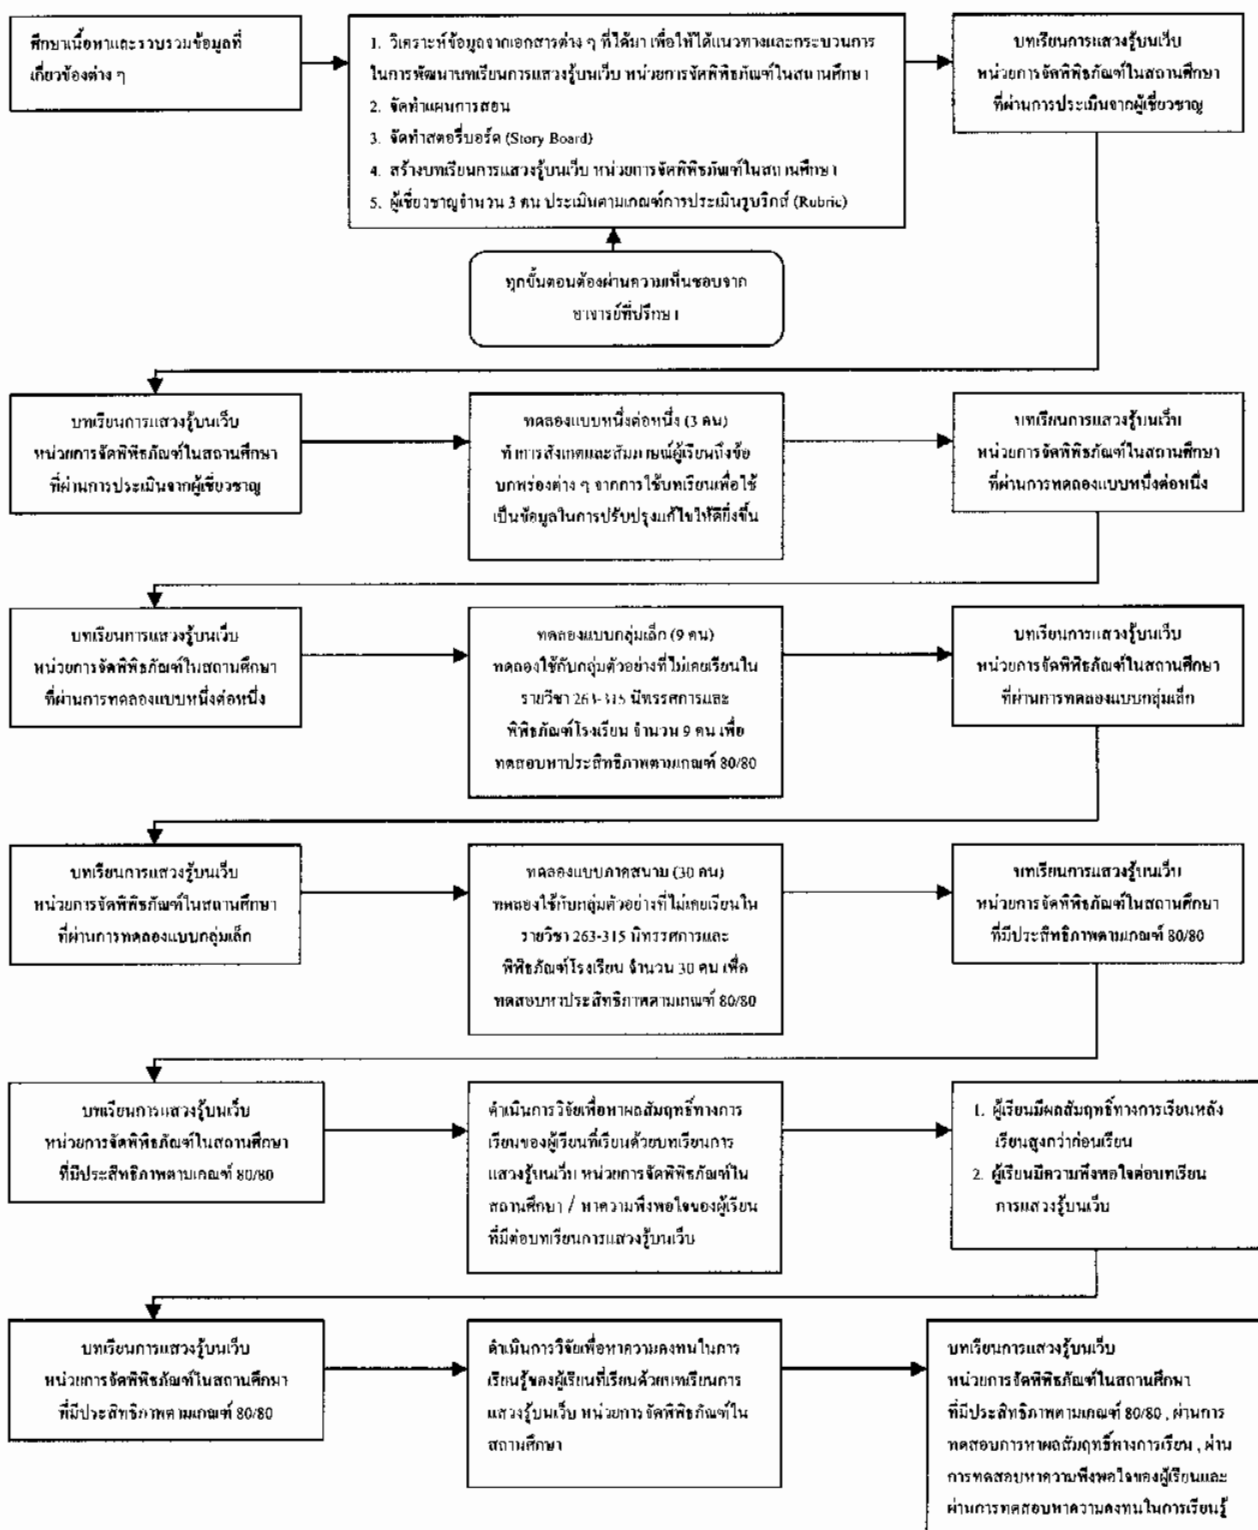 ศึกษาเนื้อหาและรวบรวมข้อมูลที่
เกี่ยวข้องต่าง ๆ
1. วิเคราะห์ข้อมูลจากเอกสารต่าง ๆ ที่ได้มา เพื่อให้ได้แนวทางและกระบวนการ
ในการพัฒนาบทเรียนการแสวงรู้บนเว็บ หน่วยการจัดพิพิธภัณฑ์ในสถานศึกษา
2. จัดทำแผนการสอน
3. จัดทำสตอรี่บอร์ด (Story Board)
4. สร้างบทเรียนการแสวงรู้บนเว็บ หน่วยการจัดพิพิธภัณฑ์ในสถานศึกษา
5. ผู้เชี่ยวชาญจำนวน 3 คน ประเมินตามเกณฑ์การประเมินรูบริกส์ (Rubric)
บทเรียนการแสวงรู้บนเว็บ
หน่วยการจัดพิพิธภัณฑ์ในสถานศึกษา
ที่ผ่านการประเมินจากผู้เชี่ยวชาญ
ทุกขั้นตอนต้องผ่านความเห็นชอบจาก
อาจารย์ที่ปรึกษา
บทเรียนการแสวงรู้บนเว็บ
หน่วยการจัดพิพิธภัณฑ์ในสถานศึกษา
ที่ผ่านการประเมินจากผู้เชี่ยวชาญ
ทดลองแบบหนึ่งต่อหนึ่ง (3 คน)
ทำการสังเกตและสัมภาษณ์ผู้เรียนถึงข้อ
บกพร่องต่าง ๆ จากการใช้บทเรียนเพื่อใช้
เป็นข้อมูลในการปรับปรุงแก้ไขให้ดียิ่งขึ้น
บทเรียนการแสวงรู้บนเว็บ
หน่วยการจัดพิพิธภัณฑ์ในสถานศึกษา
ที่ผ่านการทดลองแบบหนึ่งต่อหนึ่ง
บทเรียนการแสวงรู้บนเว็บ
หน่วยการจัดพิพิธภัณฑ์ในสถานศึกษา
ที่ผ่านการทดลองแบบหนึ่งต่อหนึ่ง
ทดลองแบบกลุ่มเล็ก (9 คน)
ทดลองใช้กับกลุ่มตัวอย่างที่ไม่เคยเรียนใน
รายวิชา 263-315 นิทรรศการและ
พิพิธภัณฑ์โรงเรียน จำนวน 9 คน เพื่อ
ทดสอบหาประสิทธิภาพตามเกณฑ์ 80/80
บทเรียนการแสวงรู้บนเว็บ
หน่วยการจัดพิพิธภัณฑ์ในสถานศึกษา
ที่ผ่านการทดลองแบบกลุ่มเล็ก
บทเรียนการแสวงรู้บนเว็บ
หน่วยการจัดพิพิธภัณฑ์ในสถานศึกษา
ที่ผ่านการทดลองแบบกลุ่มเล็ก
ทดลองแบบภาคสนาม (30 คน)
ทดลองใช้กับกลุ่มตัวอย่างที่ไม่เคยเรียนใน
รายวิชา 263-315 นิทรรศการและ
พิพิธภัณฑ์โรงเรียน จำนวน 30 คน เพื่อ
ทดสอบหาประสิทธิภาพตามเกณฑ์ 80/80
บทเรียนการแสวงรู้บนเว็บ
หน่วยการจัดพิพิธภัณฑ์ในสถานศึกษา
ที่มีประสิทธิภาพตามเกณฑ์ 80/80
บทเรียนการแสวงรู้บนเว็บ
หน่วยการจัดพิพิธภัณฑ์ในสถานศึกษา
ที่มีประสิทธิภาพตามเกณฑ์ 80/80
ดำเนินการวิจัยเพื่อหาผลสัมฤทธิ์ทางการ
เรียนของผู้เรียนที่เรียนด้วยบทเรียนการ
แสวงรู้บนเว็บ หน่วยการจัดพิพิธภัณฑ์ใน
สถานศึกษา / หาความพึงพอใจของผู้เรียน
ที่มีต่อบทเรียนการแสวงรู้บนเว็บ
1. ผู้เรียนมีผลสัมฤทธิ์ทางการเรียนหลัง
เรียนสูงกว่าก่อนเรียน
2. ผู้เรียนมีความพึงพอใจต่อบทเรียน
การแสวงรู้บนเว็บ
บทเรียนการแสวงรู้บนเว็บ
หน่วยการจัดพิพิธภัณฑ์ในสถานศึกษา
ที่มีประสิทธิภาพตามเกณฑ์ 80/80
ดำเนินการวิจัยเพื่อหาความคงทนในการ
เรียนรู้ของผู้เรียนที่เรียนด้วยบทเรียนการ
แสวงรู้บนเว็บ หน่วยการจัดพิพิธภัณฑ์ใน
สถานศึกษา
บทเรียนการแสวงรู้บนเว็บ
หน่วยการจัดพิพิธภัณฑ์ในสถานศึกษา
ที่มีประสิทธิภาพตามเกณฑ์ 80/80 , ผ่านการ
ทดสอบการหาผลสัมฤทธิ์ทางการเรียน , ผ่าน
การทดสอบหาความพึงพอใจของผู้เรียนและ
ผ่านการทดสอบหาความคงทนในการเรียนรู้